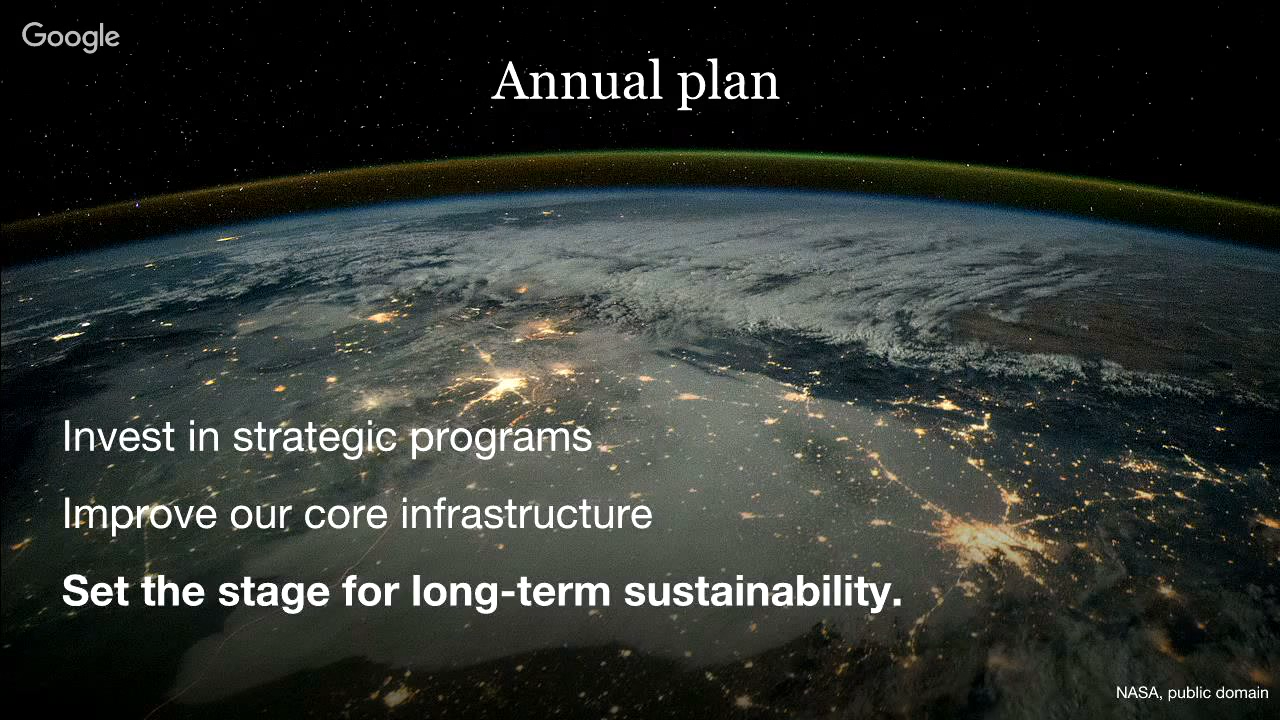 Google
Annual plan
Invest in strategic programs
Improve our core infrastructure
Set the stage for long-term sustainability.
NASA, public domain